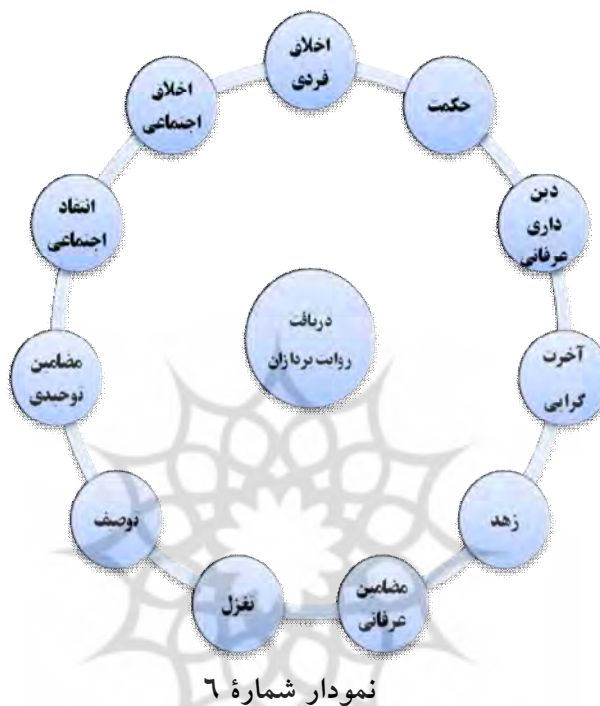 اخلاق
فردی
حکمت
دین
داری
عرفانی
آخرت
گرایی
زهد
مضامین
عرفانی
تغزل
توصیف
مضامین
توحیدی
انتقاد
اجتماعی
اخلاق
اجتماعی
دریافت
روایت پردازان
نمودار شمارهٔ ٦